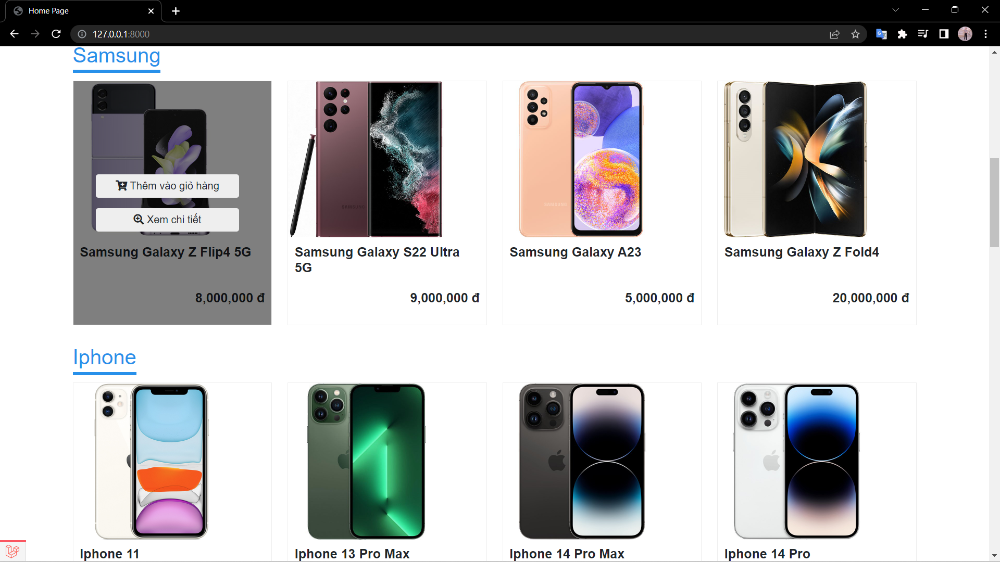 Home Page
127.0.0.1:8000
Samsung
SAMSUNG
SAMSUNG
Thêm vào giỏ hàng
Xem chi tiết
Samsung Galaxy Z Flip4 5G
8,000,000 đ
Samsung Galaxy S22 Ultra
5G
9,000,000 đ
Samsung Galaxy A23
5,000,000 đ
Samsung Galaxy Z Fold4
20,000,000 đ
Iphone
Iphone 11
Iphone 13 Pro Max
Iphone 14 Pro Max
Iphone 14 Pro